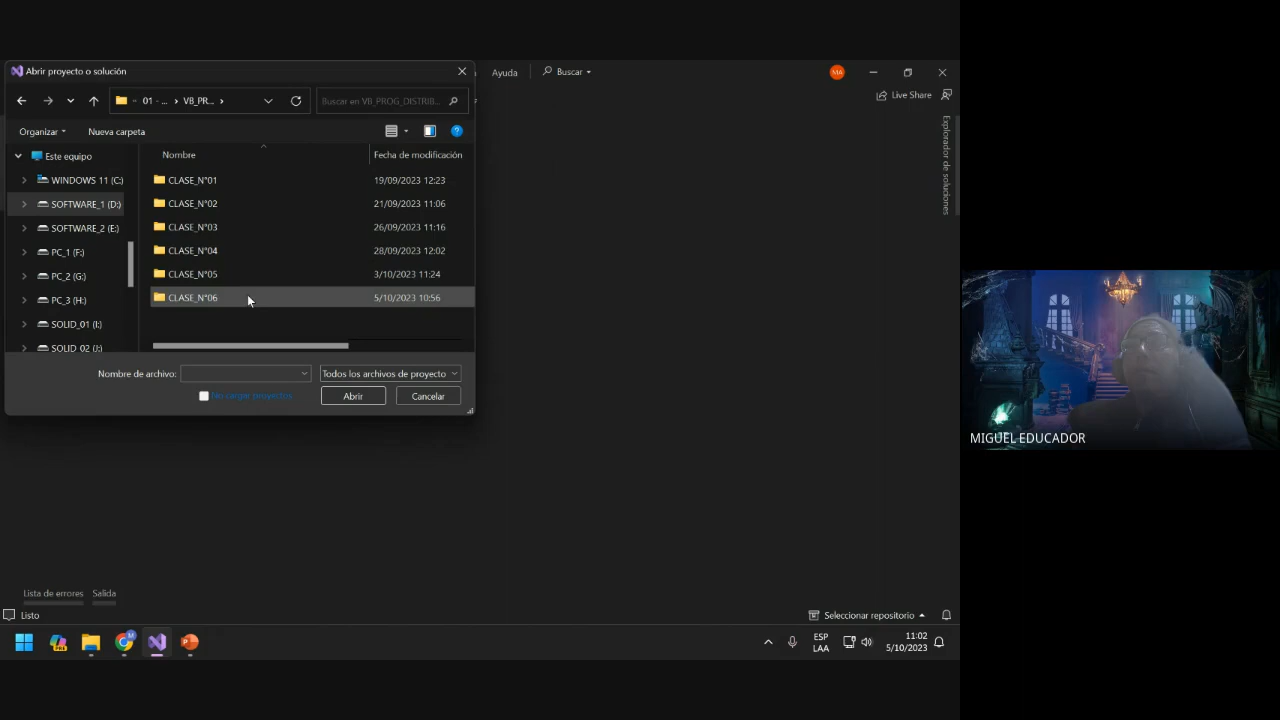 Abrir proyecto o solución
Ayuda
Buscar
MA
01 - ... › VB_PR... ›
Buscar en VB_PROG_DISTRIB...
Live Share
Organizar
Nueva carpeta
Explorador de soluciones
Este equipo
Nombre
Fecha de modificación
WINDOWS 11 (C:)
CLASE_N°01
19/09/2023 12:23
SOFTWARE_1 (D:)
CLASE_N°02
21/09/2023 11:06
SOFTWARE_2 (E:)
CLASE_N°03
26/09/2023 11:16
PC_1 (F:)
CLASE_N°04
28/09/2023 12:02
PC_2 (G:)
CLASE_N°05
3/10/2023 11:24
PC_3 (H:)
CLASE_N°06
5/10/2023 10:56
SOLID_01 (I:)
SOLID_02 (J:)
Nombre de archivo:
Todos los archivos de proyecto
No cargar proyectos
Abrir
Cancelar
MIGUEL EDUCADOR
Lista de errores
Salida
Listo
Seleccionar repositorio
ESP
LAA
11:02
5/10/2023